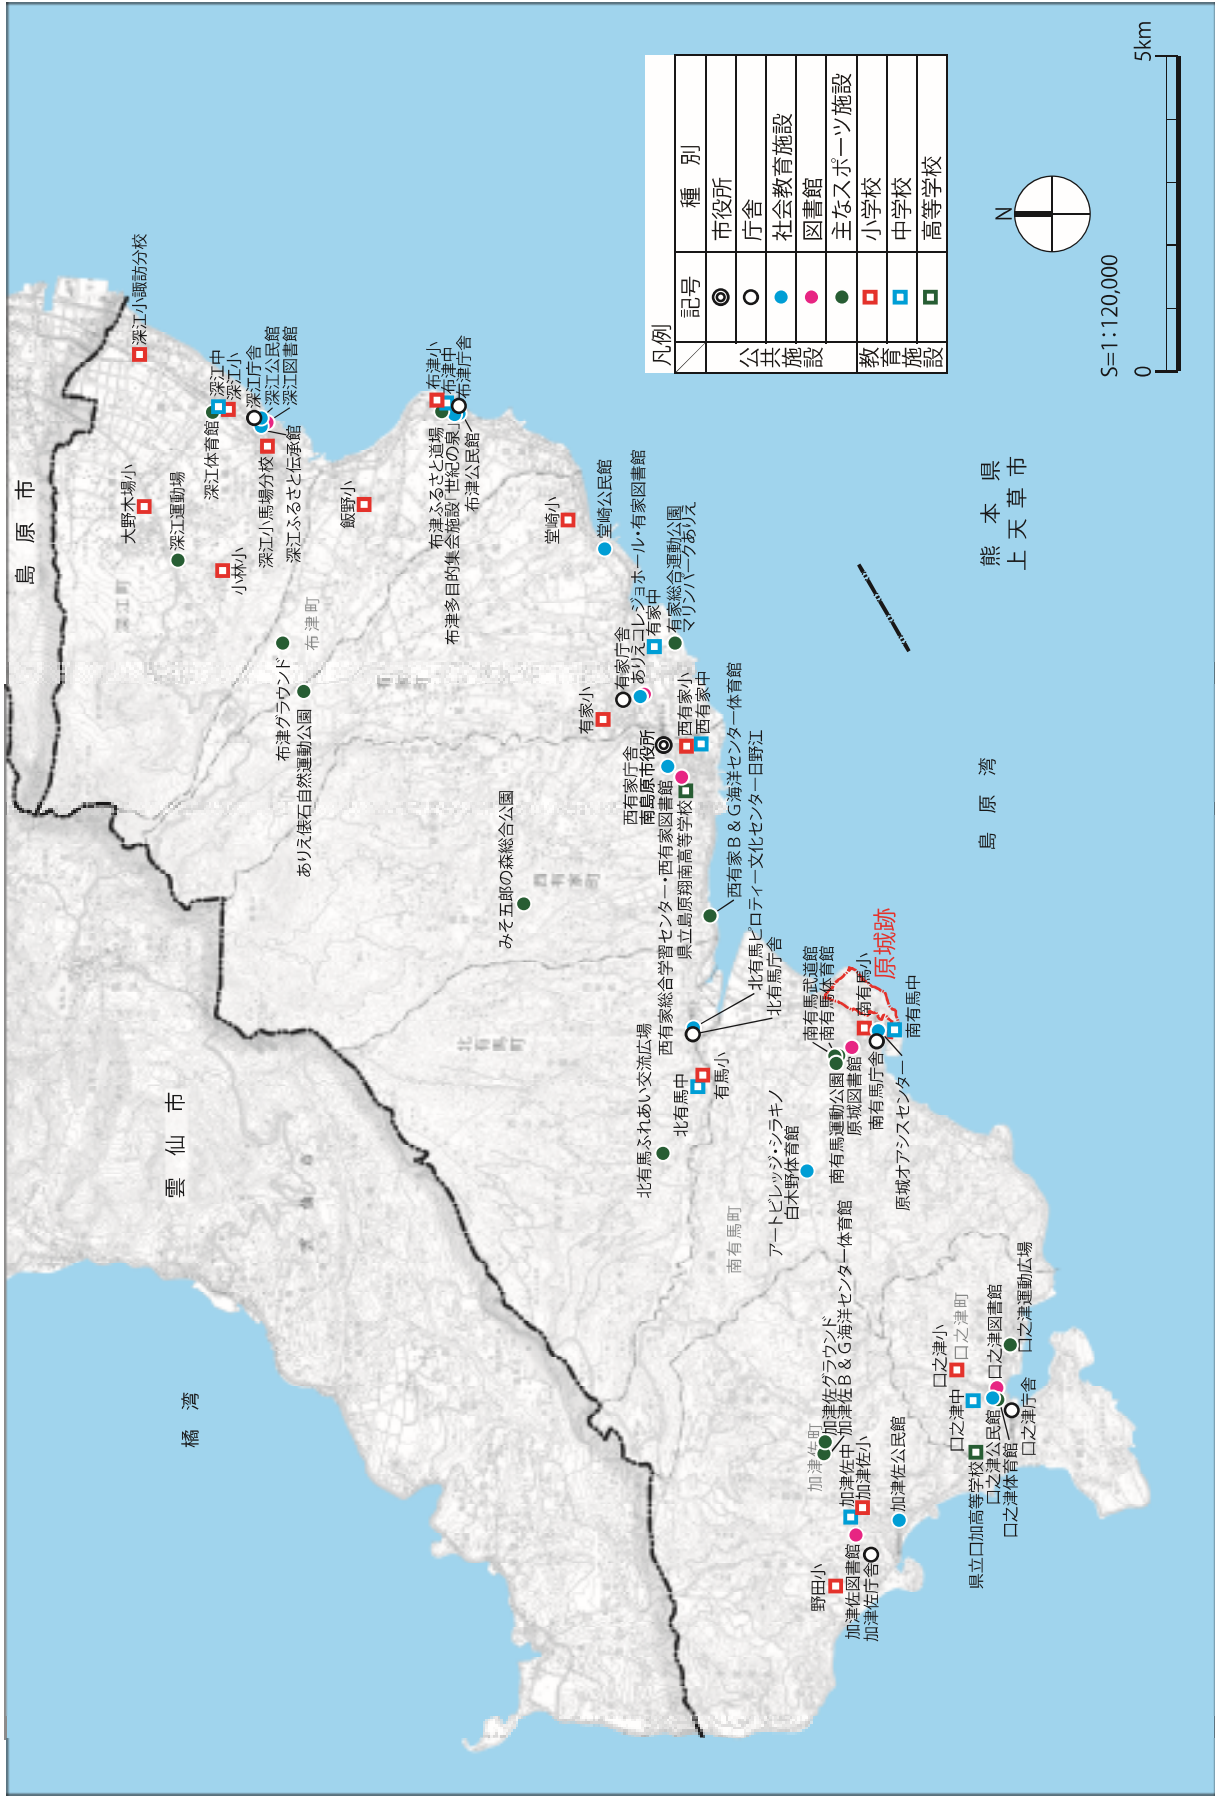 凡例
記号
種 別
公共施設
市役所
庁舎
社会教育施設
図書館
主なスポーツ施設
教育施設
小学校
中学校
高等学校
S=1:120,000
0
5km
N
島 原 市
雲 仙 市
橘 湾
島 原 湾
熊 本 県
上 天 草 市
深江小諏訪分校
深江中
深江小
深江庁舎
深江公民館
深江図書館
深江体育館
大野木場小
深江運動場
深江小馬場分校
深江ふるさと伝承館
小林小
飯野小
深江町
布津町
布津小
布津中
布津庁舎
布津ふるさと道場
布津多目的集会施設「世紀の泉」
布津公民館
布津グラウンド
ありえ俵石自然運動公園
堂崎小
堂崎公民館
有家町
ありえコレジヨホール・有家図書館
有家総合運動公園
マリンパークありえ
有家中
有家庁舎
有家小
西有家小
西有家中
西有家庁舎
南島原市役所
西有家総合学習センター・西有家図書館
県立島原翔南高等学校
西有家B&G海洋センター体育館
みそ五郎の森総合公園
西有家町
北有馬町
北有馬ピロティー文化センター日野江
北有馬庁舎
北有馬ふれあい交流広場
北有馬中
有馬小
南有馬武道館
南有馬体育館
原城跡
南有馬小
南有馬中
南有馬運動公園
原城図書館
南有馬庁舎
原城オアシスセンター
アートビレッジ・シラキノ
白木野体育館
南有馬町
加津佐町
加津佐グラウンド
加津佐B&G海洋センター体育館
加津佐中
加津佐小
加津佐公民館
野田小
加津佐図書館
加津佐庁舎
口之津小
口之津町
口之津図書館
口之津運動広場
口之津中
口之津庁舎
口之津公民館
口之津体育館
県立口加高等学校